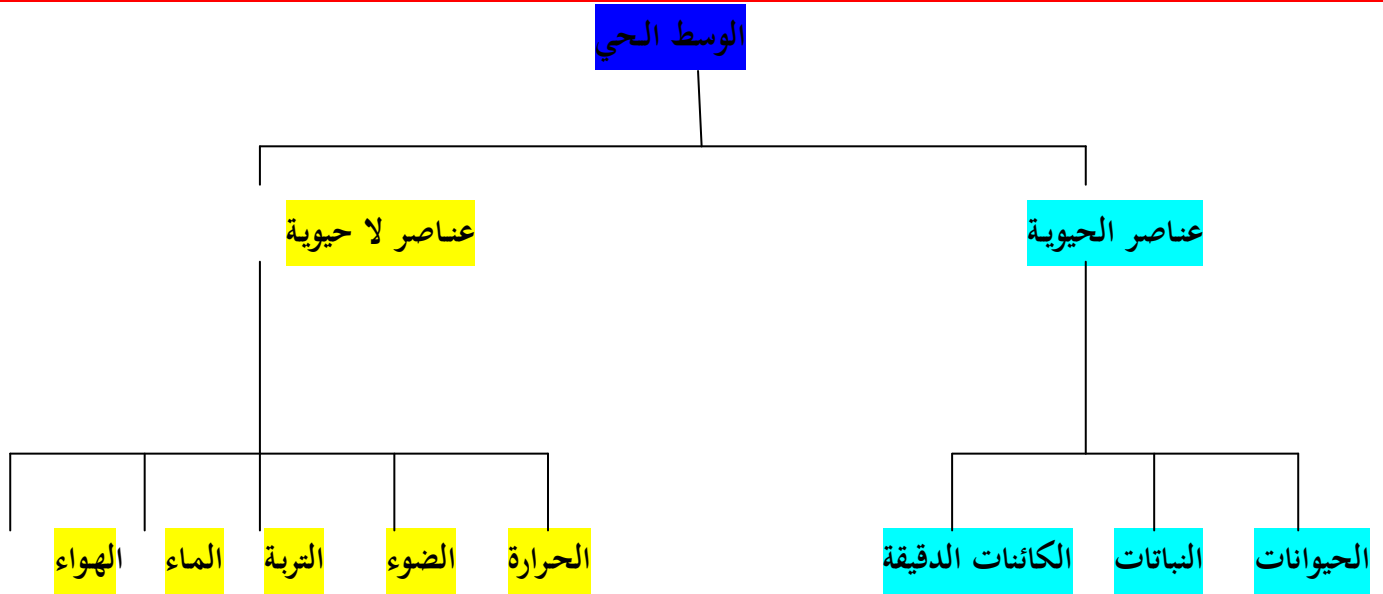 الوسط الحي
عناصر الحيوية
عناصر لا حيوية
الحيوانات
النباتات
الكائنات الدقيقة
الحرارة
الضوء
التربة
الماء
الهواء